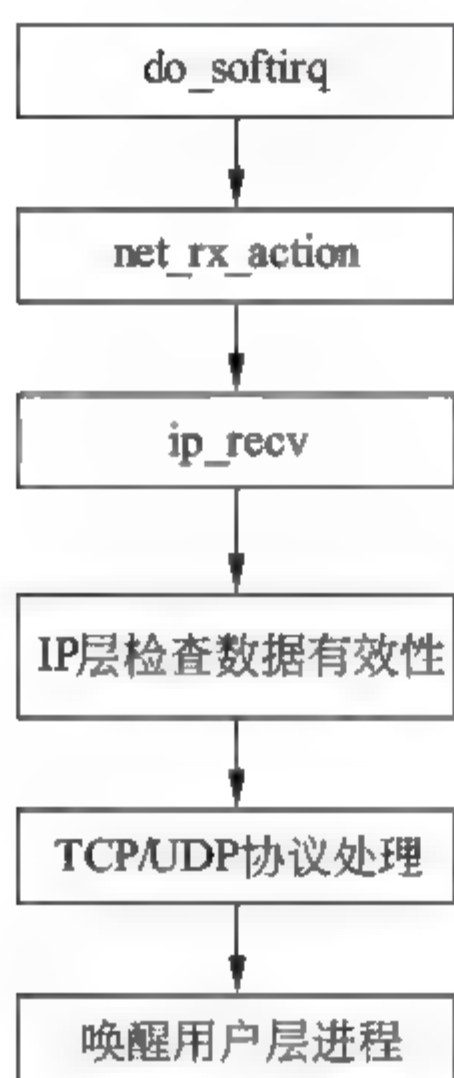 do_softirq
net_rx_action
ip_recv
IP层检查数据有效性
TCP/UDP协议处理
唤醒用户层进程